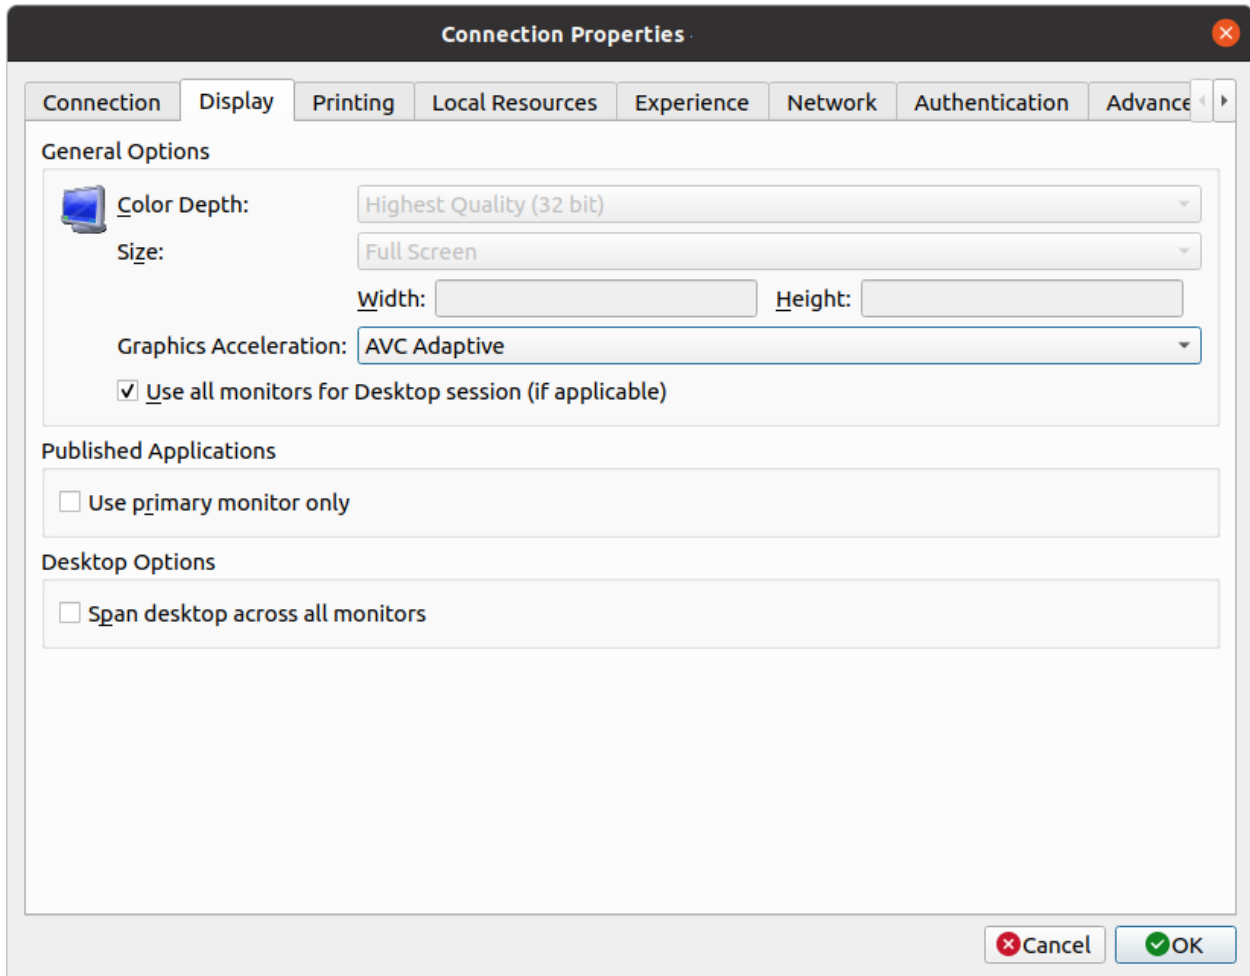 Connection Properties
Connection Display Printing Local Resources Experience Network Authentication Advance
General Options
Color Depth: Highest Quality (32 bit)
Size: Full Screen
Width: Height:
Graphics Acceleration: AVC Adaptive
Use all monitors for Desktop session (if applicable)
Published Applications
Use primary monitor only
Desktop Options
Span desktop across all monitors
Cancel OK